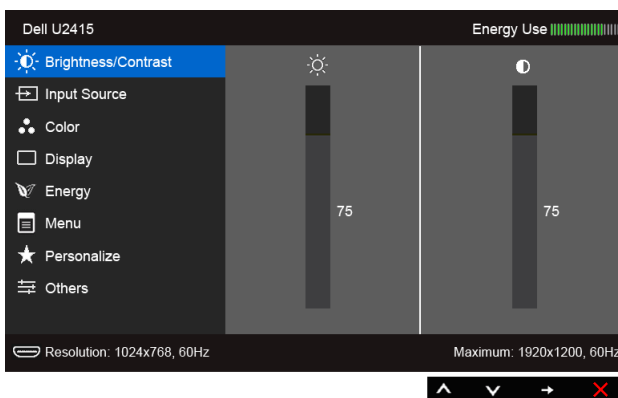 Dell U2415
Energy Use
Brightness/Contrast
Input Source
Color
Display
Energy
Menu
Personalize
Others
75
75
Resolution: 1024x768, 60Hz
Maximum: 1920x1200, 60Hz